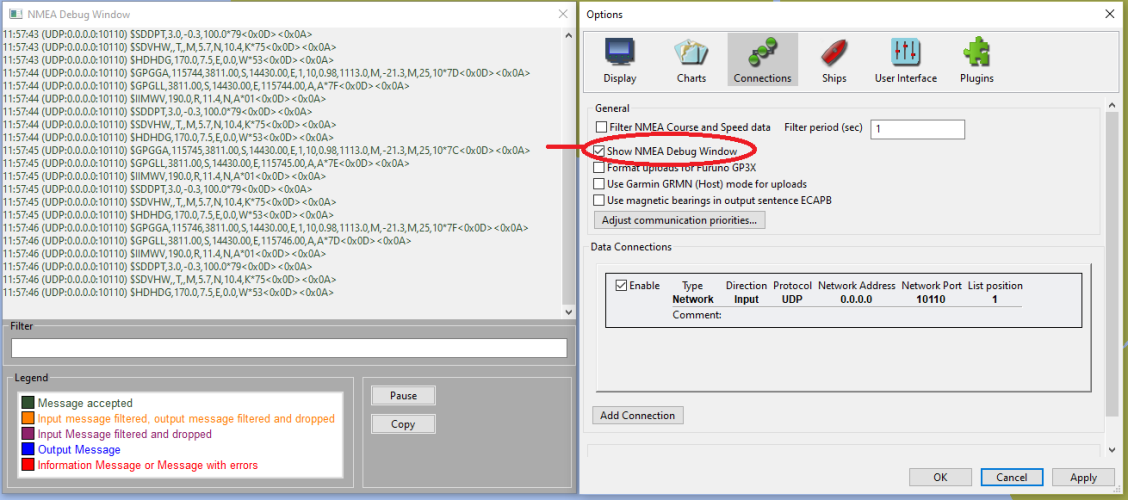 NMEA Debug Window
11:57:43 (UDP:0.0.0.0:10110) $SDDPT,3.0,-0.3,100.0*79<0x0D><0x0A>
11:57:43 (UDP:0.0.0.0:10110) $SDVHW,,T,,M,5.7,N,10.4,K*75<0x0D><0x0A>
11:57:43 (UDP:0.0.0.0:10110) $HDHDG,170.0,7.5,E,0.0,W*53<0x0D><0x0A>
11:57:44 (UDP:0.0.0.0:10110) $GPGGA,115744,3811.00,S,14430.00,E,1,10,0.98,1113.0,M,-21.3,M,25,10*7D<0x0D><0x0A>
11:57:44 (UDP:0.0.0.0:10110) $GPGLL,3811.00,S,14430.00,E,115744.00,A,A*7F<0x0D><0x0A>
11:57:44 (UDP:0.0.0.0:10110) $IIMWV,190.0,R,11.4,N,A*01<0x0D><0x0A>
11:57:44 (UDP:0.0.0.0:10110) $SDDPT,3.0,-0.3,100.0*79<0x0D><0x0A>
11:57:44 (UDP:0.0.0.0:10110) $SDVHW,,T,,M,5.7,N,10.4,K*75<0x0D><0x0A>
11:57:44 (UDP:0.0.0.0:10110) $HDHDG,170.0,7.5,E,0.0,W*53<0x0D><0x0A>
11:57:45 (UDP:0.0.0.0:10110) $GPGGA,115745,3811.00,S,14430.00,E,1,10,0.98,1113.0,M,-21.3,M,25,10*7C<0x0D><0x0A>
11:57:45 (UDP:0.0.0.0:10110) $GPGLL,3811.00,S,14430.00,E,115745.00,A,A*7E<0x0D><0x0A>
11:57:45 (UDP:0.0.0.0:10110) $IIMWV,190.0,R,11.4,N,A*01<0x0D><0x0A>
11:57:45 (UDP:0.0.0.0:10110) $SDDPT,3.0,-0.3,100.0*79<0x0D><0x0A>
11:57:45 (UDP:0.0.0.0:10110) $SDVHW,,T,,M,5.7,N,10.4,K*75<0x0D><0x0A>
11:57:45 (UDP:0.0.0.0:10110) $HDHDG,170.0,7.5,E,0.0,W*53<0x0D><0x0A>
11:57:46 (UDP:0.0.0.0:10110) $GPGGA,115746,3811.00,S,14430.00,E,1,10,0.98,1113.0,M,-21.3,M,25,10*7F<0x0D><0x0A>
11:57:46 (UDP:0.0.0.0:10110) $GPGLL,3811.00,S,14430.00,E,115746.00,A,A*7D<0x0D><0x0A>
11:57:46 (UDP:0.0.0.0:10110) $IIMWV,190.0,R,11.4,N,A*01<0x0D><0x0A>
11:57:46 (UDP:0.0.0.0:10110) $SDDPT,3.0,-0.3,100.0*79<0x0D><0x0A>
11:57:46 (UDP:0.0.0.0:10110) $SDVHW,,T,,M,5.7,N,10.4,K*75<0x0D><0x0A>
11:57:46 (UDP:0.0.0.0:10110) $HDHDG,170.0,7.5,E,0.0,W*53<0x0D><0x0A>
Filter
Legend
Message accepted
Input message filtered, output message filtered and dropped
Input Message filtered and dropped
Output Message
Information Message or Message with errors
Pause
Copy
Options
Display Charts Connections Ships User Interface Plugins
General
Filter NMEA Course and Speed data Filter period (sec) 1
Show NMEA Debug Window
Format uploads for Furuno GP3X
Use Garmin GRMN (Host) mode for uploads
Use magnetic bearings in output sentence ECAPB
Adjust communication priorities...
Data Connections
Enable Type Direction Protocol Network Address Network Port List position
Network Input UDP 0.0.0.0 10110 1
Comment:
Add Connection
OK Cancel Apply